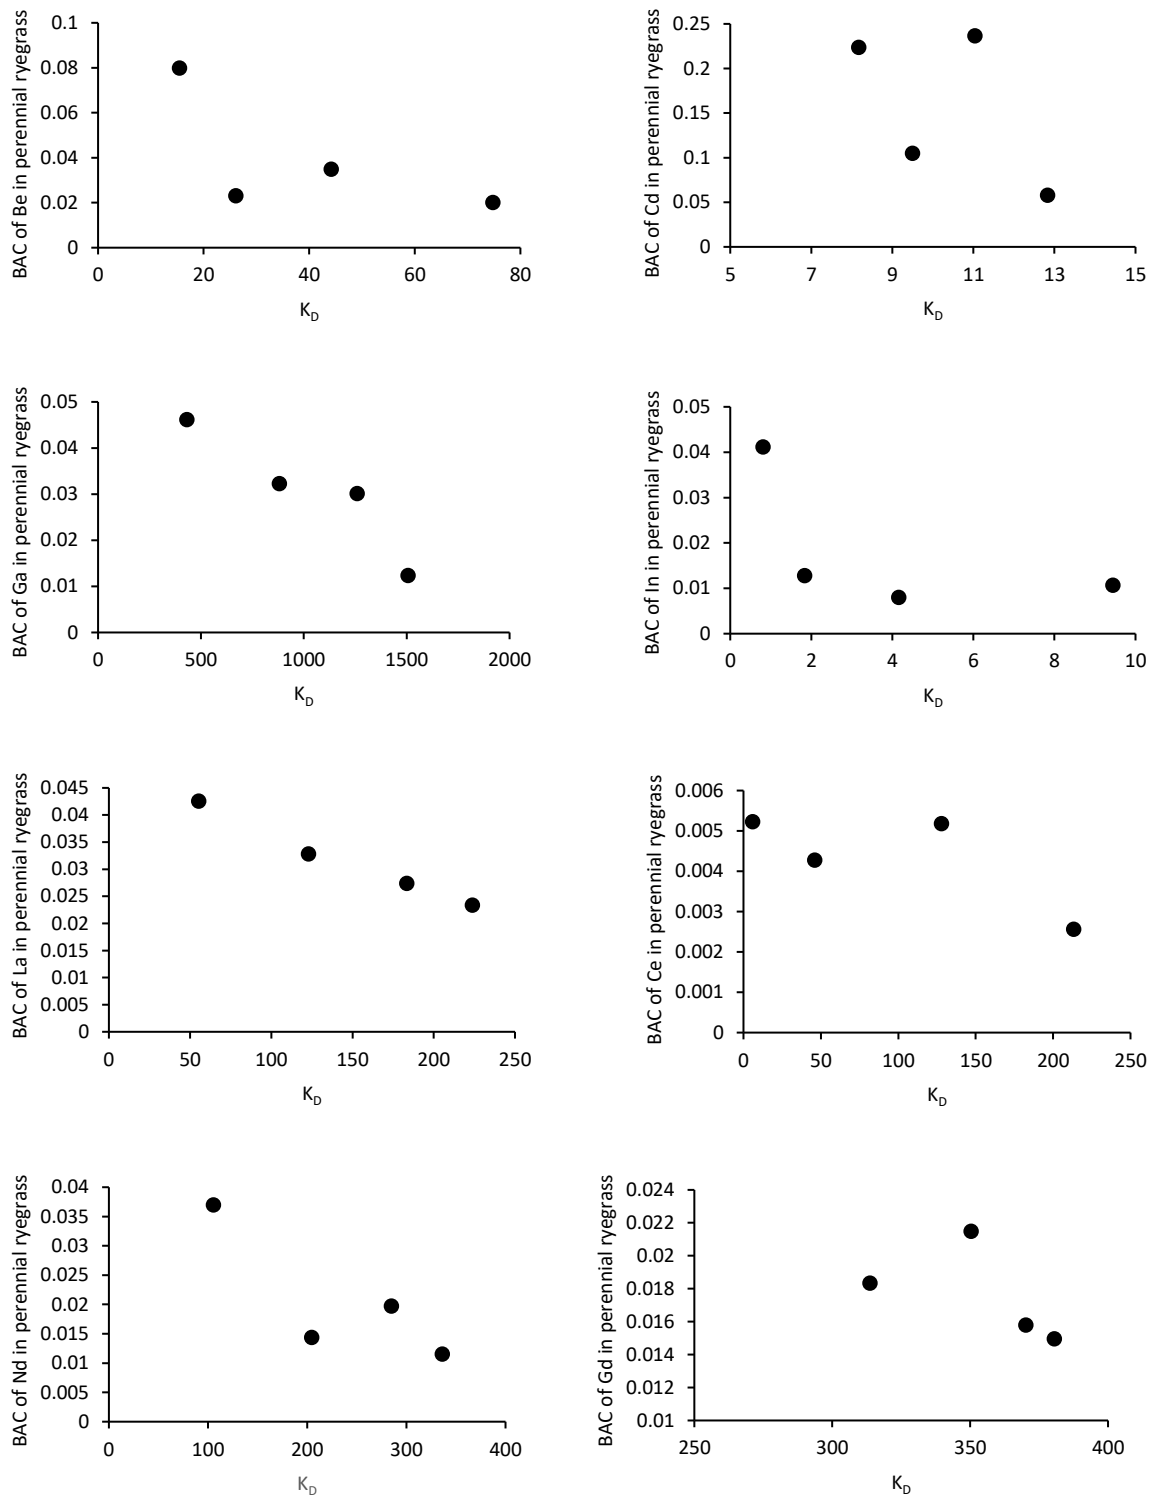 BAC of Be in perennial ryegrass
0.1
0.08
0.06
0.04
0.02
0
0 20 40 60 80
K_D
BAC of Cd in perennial ryegrass
0.25
0.2
0.15
0.1
0.05
0
5 7 9 11 13 15
K_D
BAC of Ga in perennial ryegrass
0.05
0.04
0.03
0.02
0.01
0
0 500 1000 1500 2000
K_D
BAC of In in perennial ryegrass
0.05
0.04
0.03
0.02
0.01
0
0 2 4 6 8 10
K_D
BAC of La in perennial ryegrass
0.045
0.04
0.035
0.03
0.025
0.02
0.015
0.01
0.005
0
0 50 100 150 200 250
K_D
BAC of Ce in perennial ryegrass
0.006
0.005
0.004
0.003
0.002
0.001
0
0 50 100 150 200 250
K_D
BAC of Nd in perennial ryegrass
0.04
0.035
0.03
0.025
0.02
0.015
0.01
0.005
0
0 100 200 300 400
K_D
BAC of Gd in perennial ryegrass
0.024
0.022
0.02
0.018
0.016
0.014
0.012
0.01
250 300 350 400
K_D